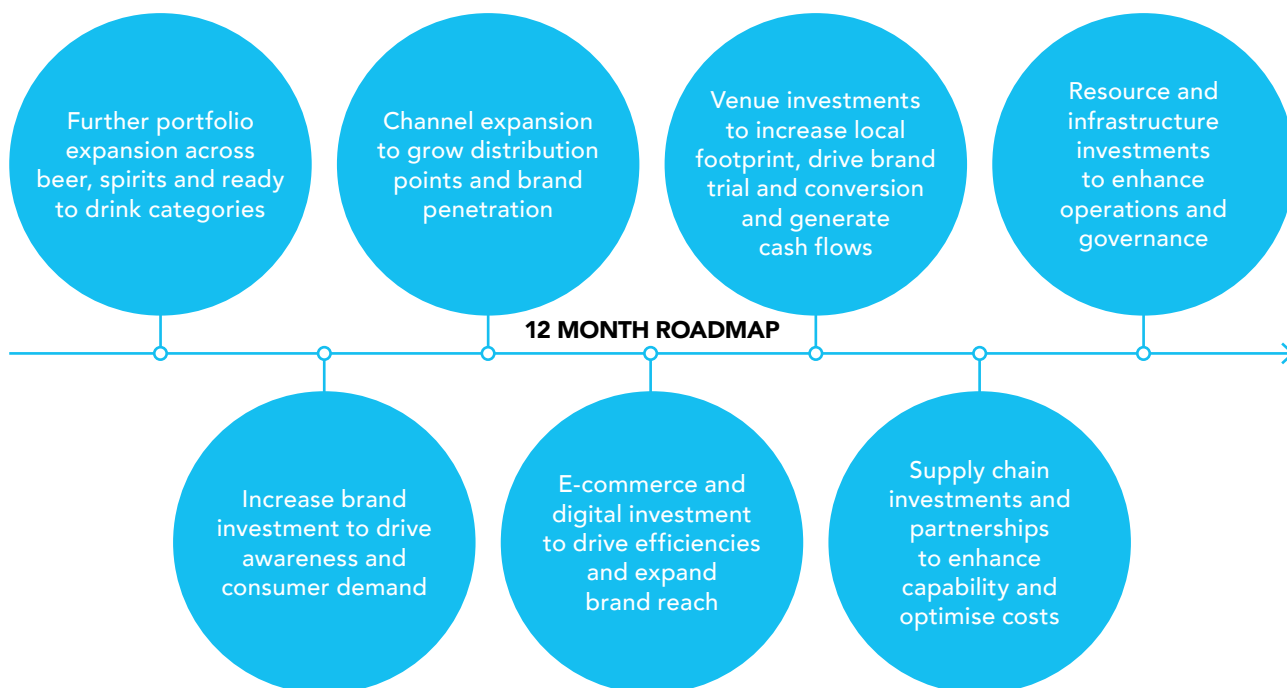 Further portfolio
expansion across
beer, spirits and ready
to drink categories
Channel expansion
to grow distribution
points and brand
penetration
Venue investments
to increase local
footprint, drive brand
trial and conversion
and generate
cash flows
Resource and
infrastructure
investments
to enhance
operations and
governance
12 MONTH ROADMAP
Increase brand
investment to drive
awareness and
consumer demand
E-commerce and
digital investment
to drive efficiencies
and expand
brand reach
Supply chain
investments and
partnerships
to enhance
capability and
optimise costs